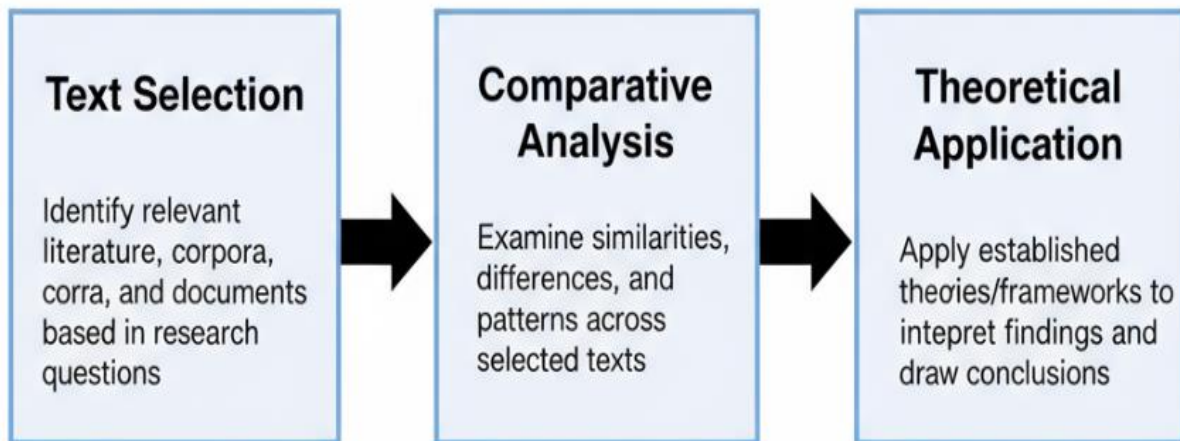 Text Selection
Identify relevant
literature, corpora,
corra, and documents
based in research
questions
Comparative
Analysis
Examine similarities,
differences, and
patterns across
selected texts
Theoretical
Application
Apply established
theories/frameworks to
intepret findings and
draw conclusions